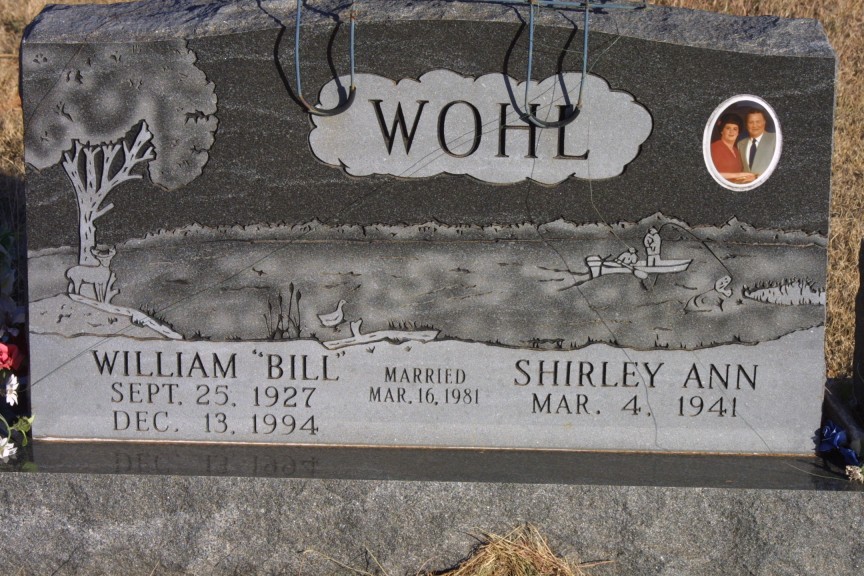 WOHL
WILLIAM "BILL"
SEPT. 25, 1927
DEC. 13, 1994
MARRIED
MAR. 16, 1981
SHIRLEY ANN
MAR. 4, 1941